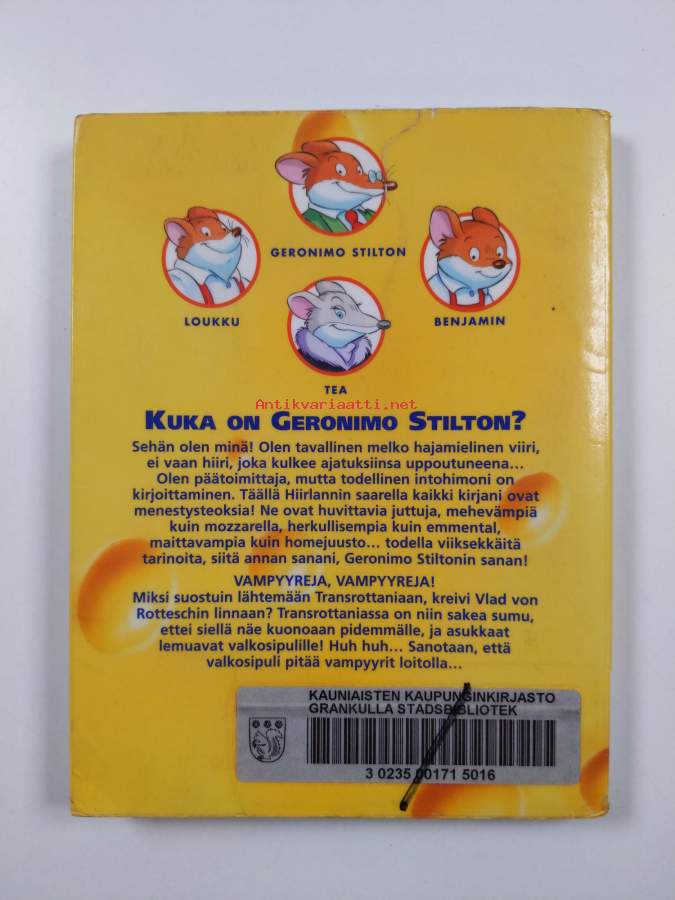 GERONIMO STILTON
LOUKKU
BENJAMIN
TEA
Antikvariaatti.net
KUKA ON GERONIMO STILTON?
Sehän olen minä! Olen tavallinen melko hajamielinen viiri,
ei vaan hiiri, joka kulkee ajatuksiinsa uppoutuneena...
Olen päätoimittaja, mutta todellinen intohimoni on
kirjoittaminen. Täällä Hiirlannin saarella kaikki kirjani ovat
menestysteoksia! Ne ovat huvittavia juttuja, mehevämpiä
kuin mozzarella, herkullisempia kuin emmental,
maittavampia kuin homejuusto... todella viiksekkäitä
tarinoita, siitä annan sanani, Geronimo Stiltonin sanan!
VAMPYYREJA, VAMPYYREJA!
Miksi suostuin lähtemään Transrottaniaan, kreivi Vlad von
Rotteschin linnaan? Transrottaniassa on niin sakea sumu,
ettei siellä näe kuonoaan pidemmälle, ja asukkaat
lemuavat valkosipulille! Huh huh... Sanotaan, että
valkosipuli pitää vampyyrit loitolla...
KAUNIAISTEN KAUPUNGINKIRJASTO
GRANKULLA STADSBIBLIOTEK
3 0235 00171 5016